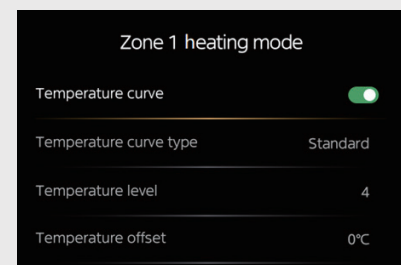 Zone 1 heating mode
Temperature curve
Temperature curve type Standard
Temperature level 4
Temperature offset 0℃